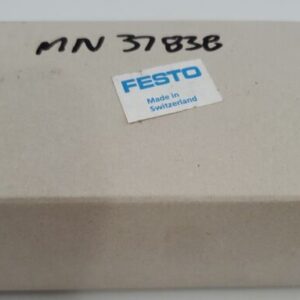 MN 37838
FESTO
Made in
Switzerland